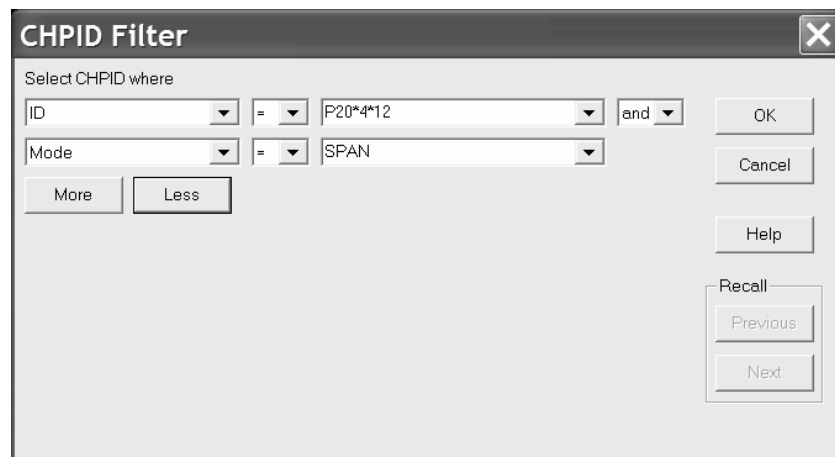 CHPID Filter
Select CHPID where
ID = P20*4*12 and OK
Mode = SPAN
Cancel
More Less
Help
Recall
Previous
Next